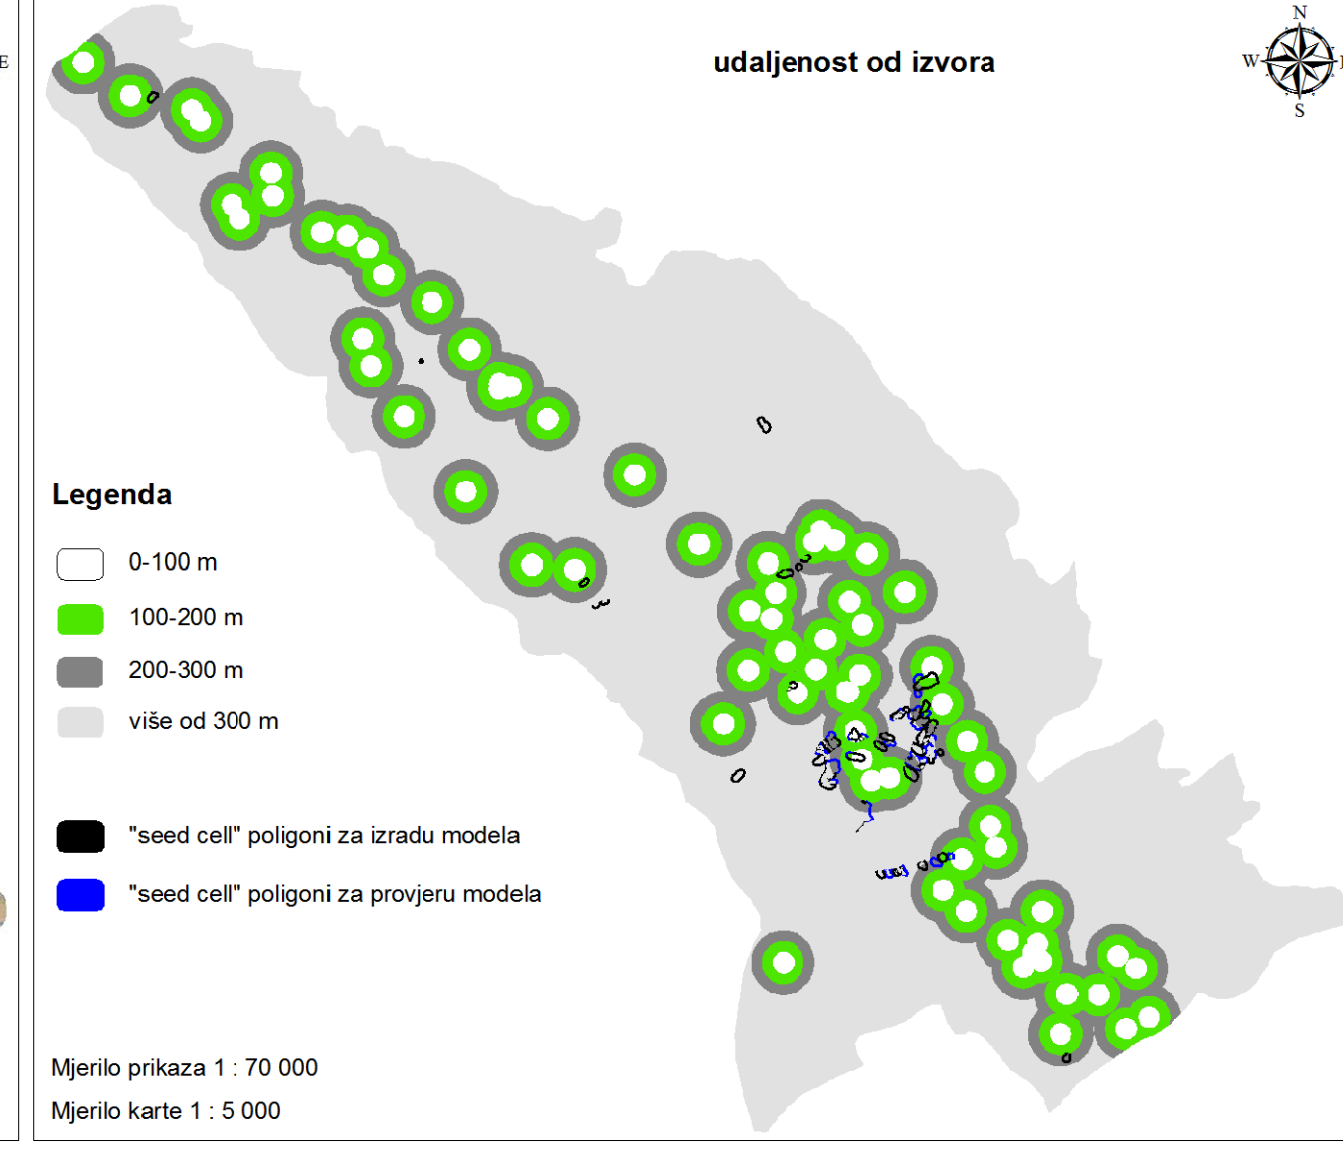 E
udaljenost od izvora
N
W
S
Legenda
0-100 m
100-200 m
200-300 m
više od 300 m
"seed cell" poligoni za izradu modela
"seed cell" poligoni za provjeru modela
Mjerilo prikaza 1 : 70 000
Mjerilo karte 1 : 5 000